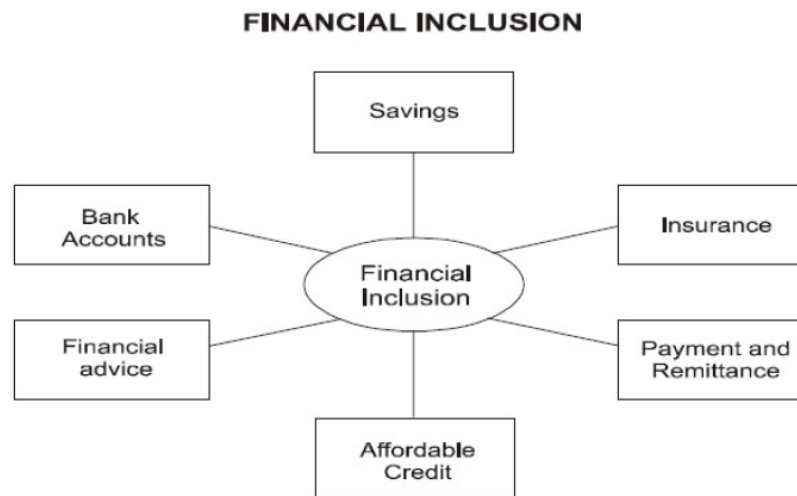 FINANCIAL INCLUSION
Savings
Bank
Accounts
Insurance
Financial
Inclusion
Financial
advice
Payment and
Remittance
Affordable
Credit